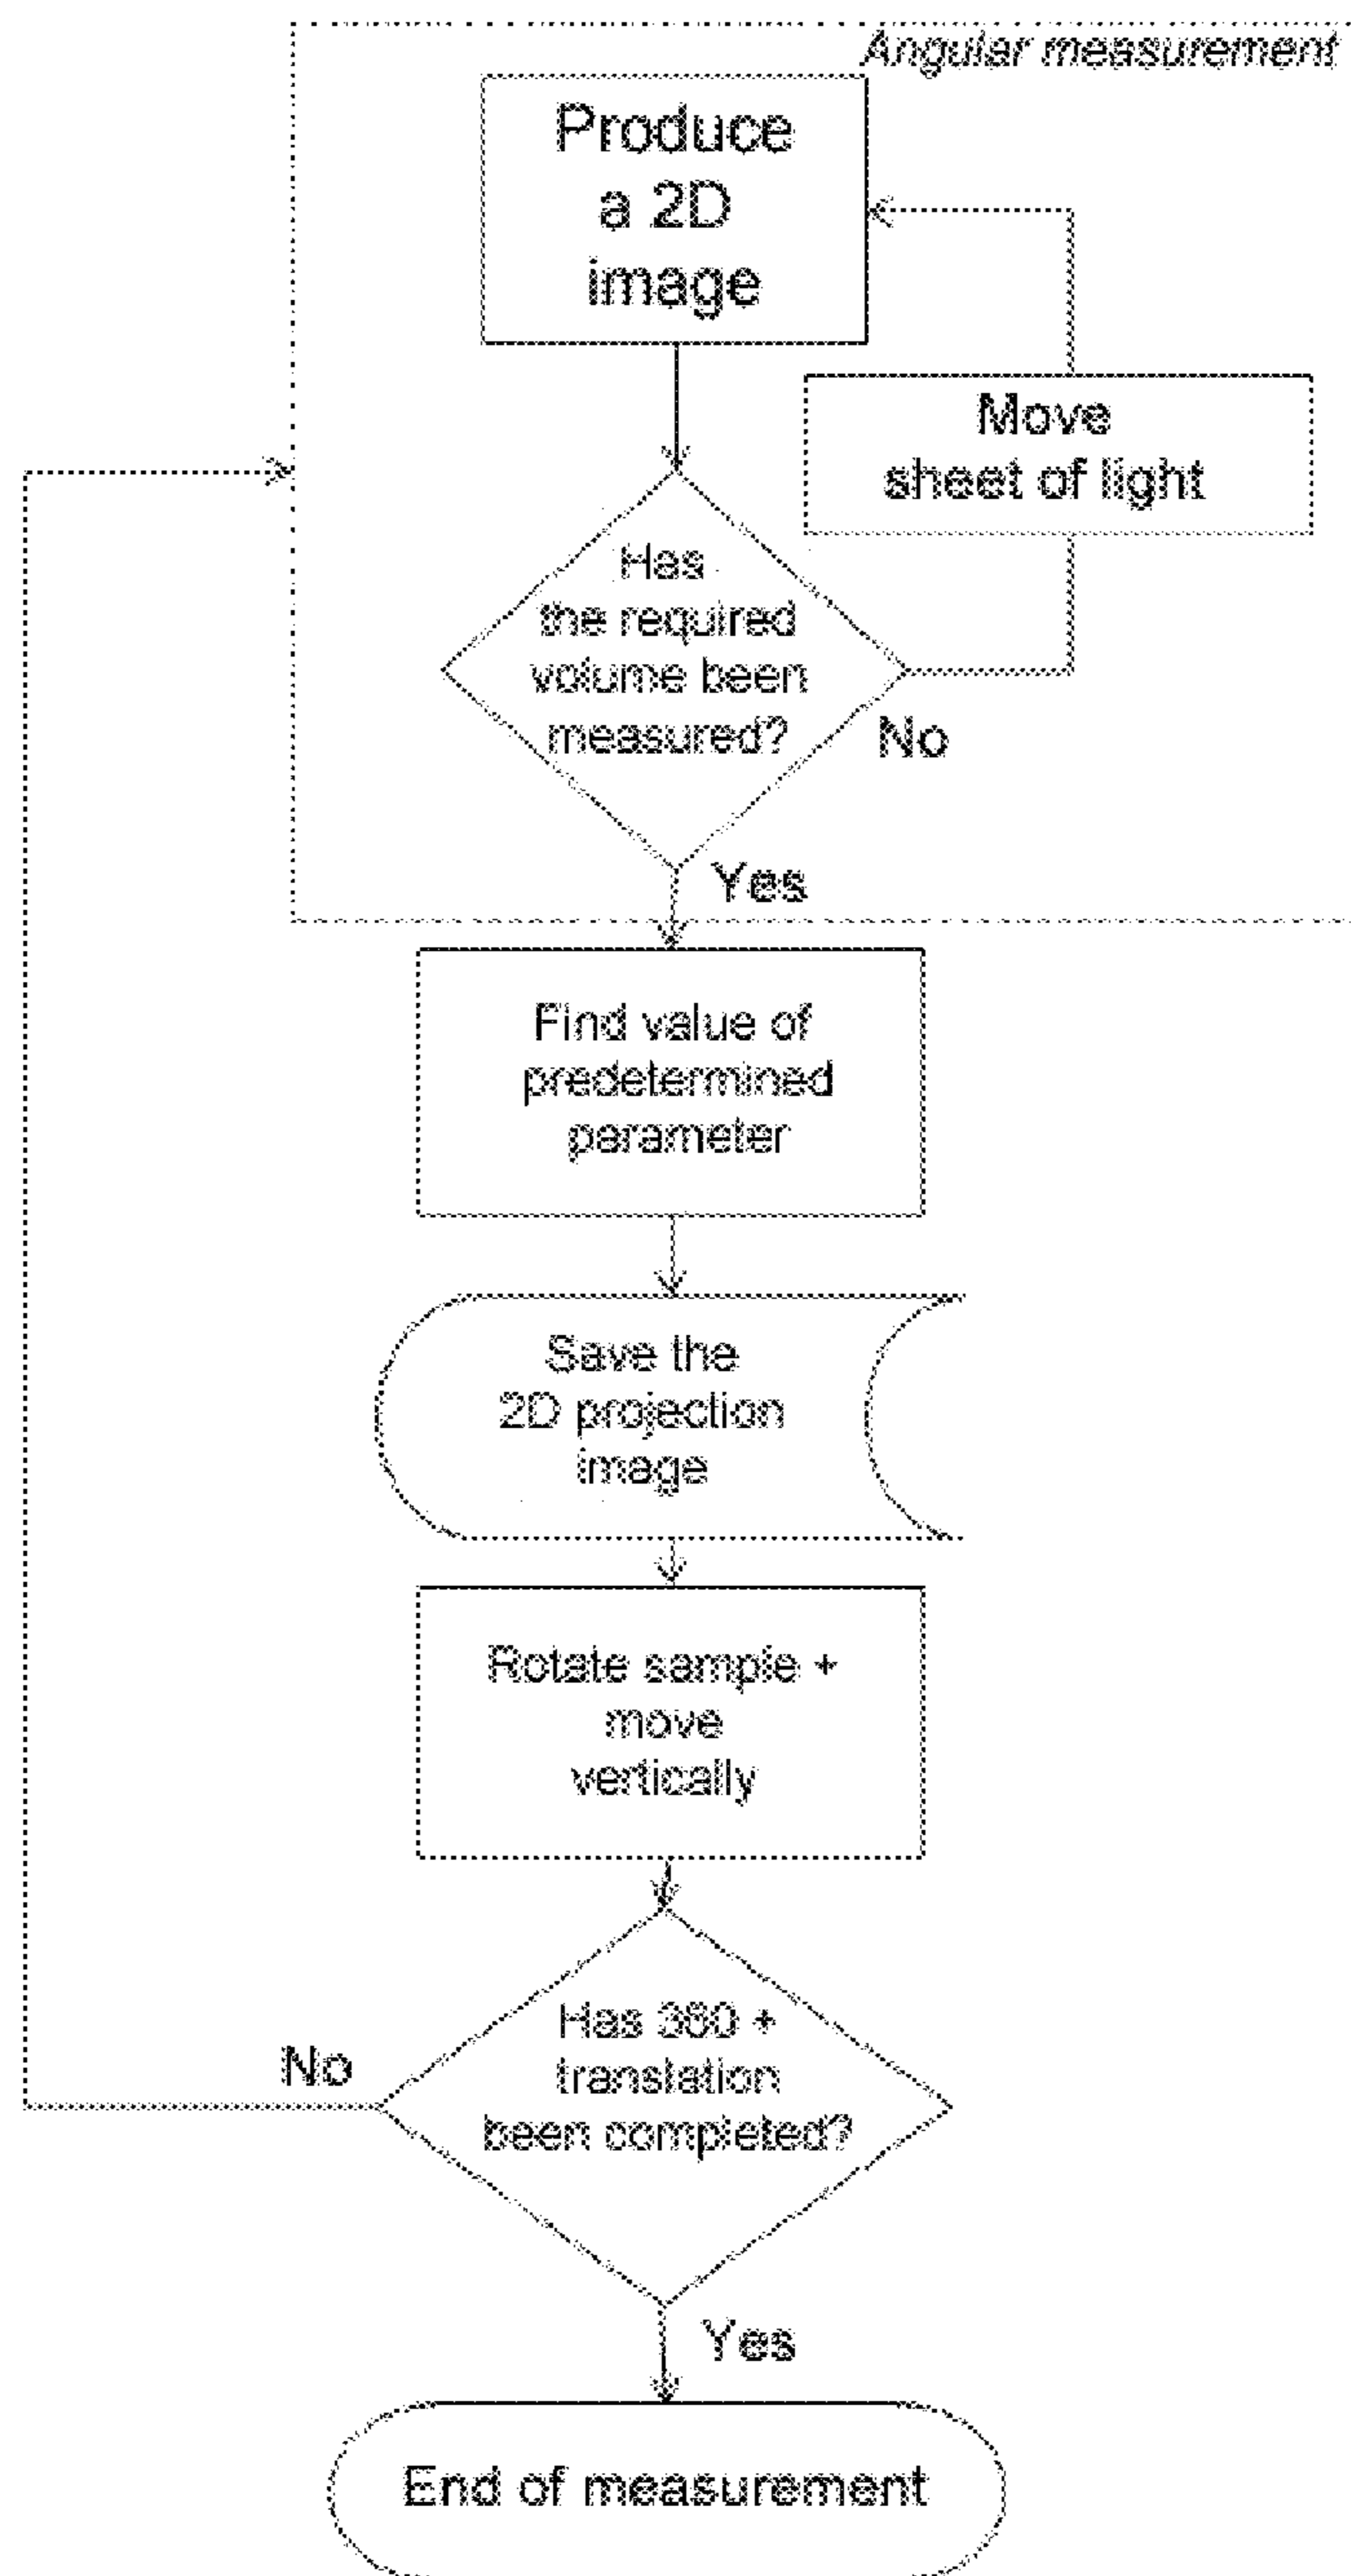 Angular measurement
Produce
a 2D
image
Move
sheet of light
Has
the required
volume been
measured?
No
Yes
Find value of
predetermined
parameter
Save the
2D projection
image
Rotate sample +
move
vertically
Has 360 +
translation
been completed?
No
Yes
End of measurement